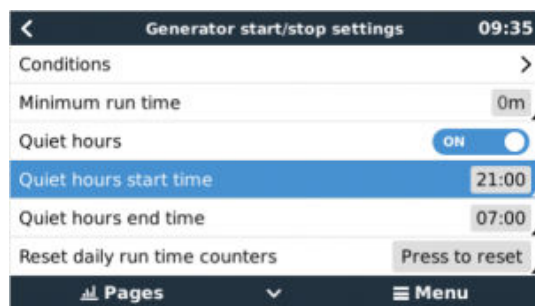 Generator start/stop settings 09:35
Conditions
Minimum run time 0m
Quiet hours ON
Quiet hours start time 21:00
Quiet hours end time 07:00
Reset daily run time counters Press to reset
Pages Menu